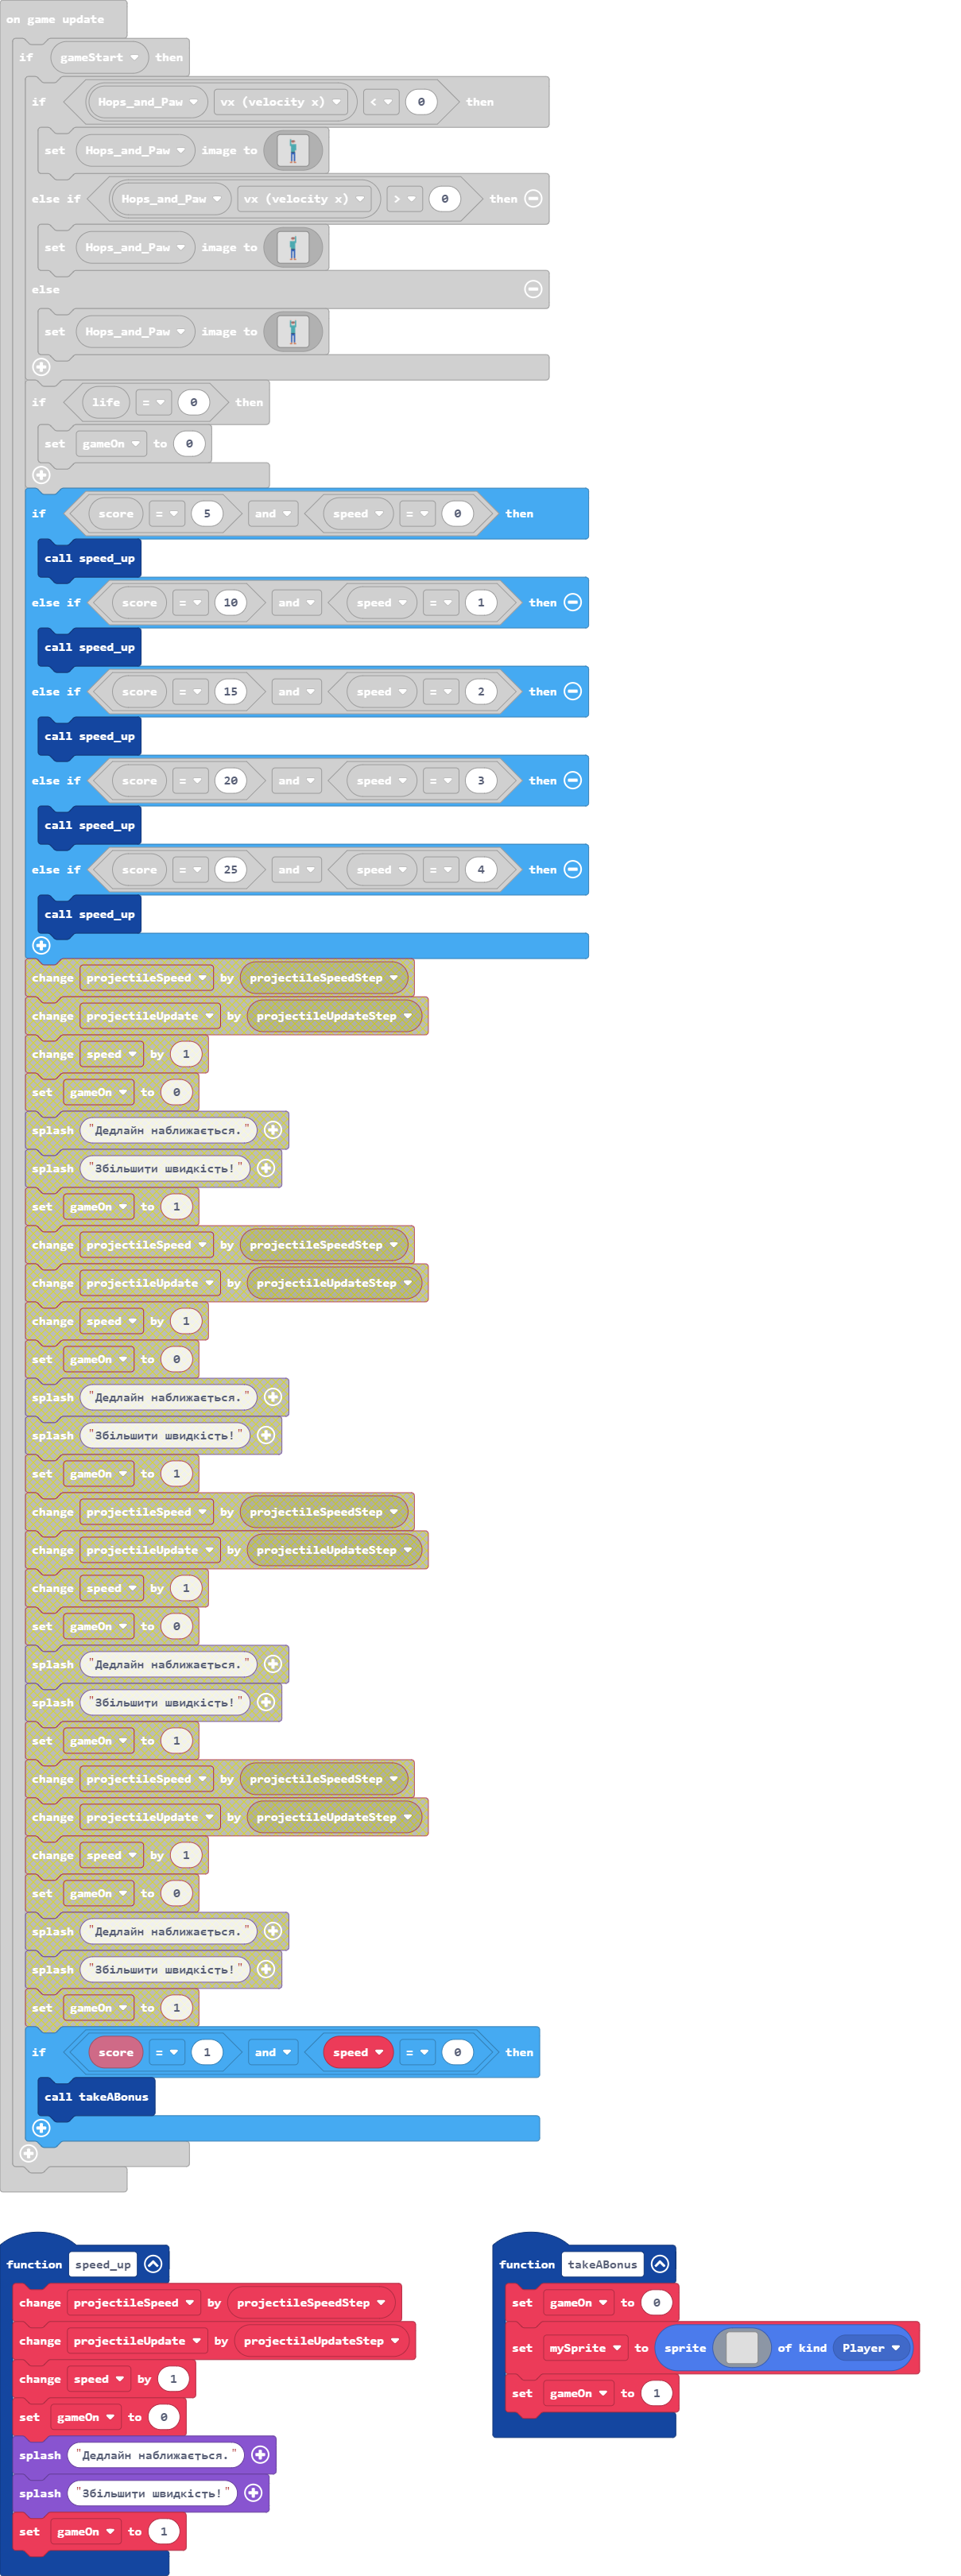 on game update
if gameStart then
if Hops_and_Paw vx (velocity x) < 0 then
set Hops_and_Paw image to
else if Hops_and_Paw vx (velocity x) > 0 then
set Hops_and_Paw image to
else
set Hops_and_Paw image to
if life = 0 then
set gameOn to 0
if score = 5 and speed = 0 then
call speed_up
else if score = 10 and speed = 1 then
call speed_up
else if score = 15 and speed = 2 then
call speed_up
else if score = 20 and speed = 3 then
call speed_up
else if score = 25 and speed = 4 then
call speed_up
change projectileSpeed by projectileSpeedStep
change projectileUpdate by projectileUpdateStep
change speed by 1
set gameOn to 0
splash "Дедлайн наближається."
splash "Збільшити швидкість!"
set gameOn to 1
change projectileSpeed by projectileSpeedStep
change projectileUpdate by projectileUpdateStep
change speed by 1
set gameOn to 0
splash "Дедлайн наближається."
splash "Збільшити швидкість!"
set gameOn to 1
change projectileSpeed by projectileSpeedStep
change projectileUpdate by projectileUpdateStep
change speed by 1
set gameOn to 0
splash "Дедлайн наближається."
splash "Збільшити швидкість!"
set gameOn to 1
change projectileSpeed by projectileSpeedStep
change projectileUpdate by projectileUpdateStep
change speed by 1
set gameOn to 0
splash "Дедлайн наближається."
splash "Збільшити швидкість!"
set gameOn to 1
if score = 1 and speed = 0 then
call takeABonus
function speed_up
change projectileSpeed by projectileSpeedStep
change projectileUpdate by projectileUpdateStep
change speed by 1
set gameOn to 0
splash "Дедлайн наближається."
splash "Збільшити швидкість!"
set gameOn to 1
function takeABonus
set gameOn to 0
set mySprite to sprite of kind Player
set gameOn to 1